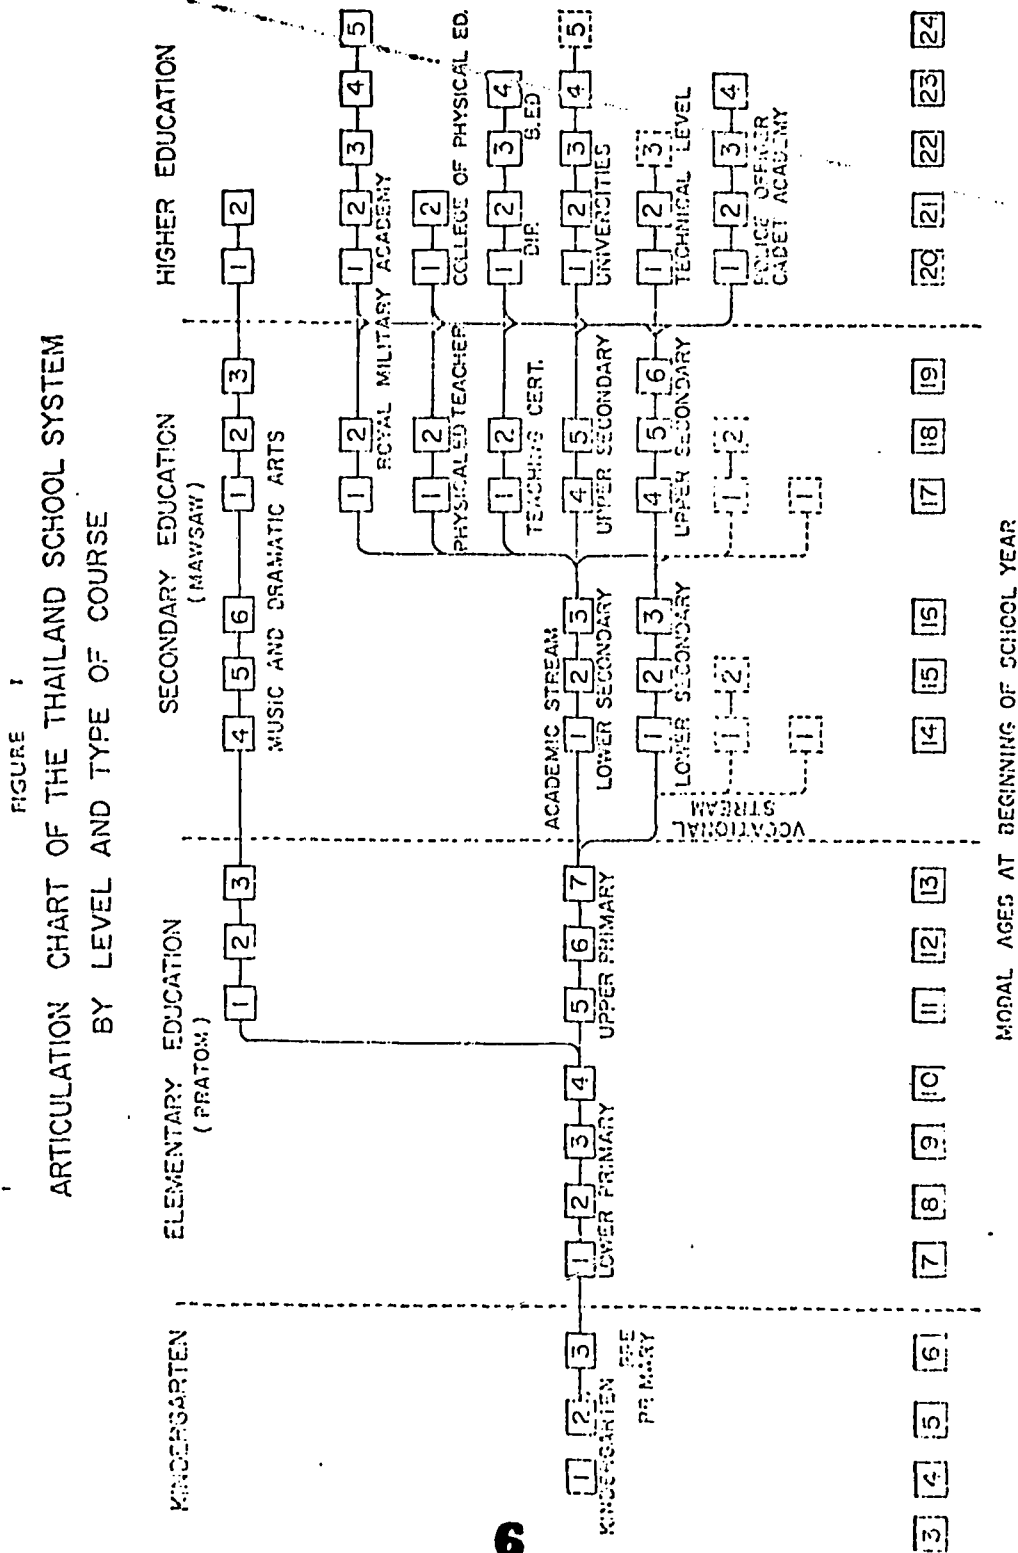 FIGURE 1
ARTICULATION CHART OF THE THAILAND SCHOOL SYSTEM
BY LEVEL AND TYPE OF COURSE
KINDERGARTEN
ELEMENTARY EDUCATION
(PRATOM)
SECONDARY EDUCATION
(MAWSAW)
HIGHER EDUCATION
1 2 3 4 5 6 1 2 3 1 2
MUSIC AND DRAMATIC ARTS
1 2 1 2 3 4 5
ROYAL MILITARY ACADEMY
1 2 1 2
PHYSICAL ED TEACHER
COLLEGE OF PHYSICAL ED.
1 2 1 2 3 4
TEACHING CERT.
DIP.
B.ED
ACADEMIC STREAM
1 2 3 1 2 3 4 5 6 7 1 2 3 4 5 1 2 3 4 5
KINDERGARTEN
PRE
PRIMARY
LOWER PRIMARY
UPPER PRIMARY
LOWER SECONDARY
UPPER SECONDARY
UNIVERSITIES
1 2 3 4 5 6 1 2 3
LOWER SECONDARY
UPPER SECONDARY
TECHNICAL LEVEL
VOCATIONAL
STREAM
1 2 1 2 1 2 3 4
POLICE OFFICER
CADET ACADEMY
1 1
3 4 5 6 7 8 9 10 11 12 13 14 15 16 17 18 19 20 21 22 23 24
MODAL AGES AT BEGINNING OF SCHOOL YEAR
9